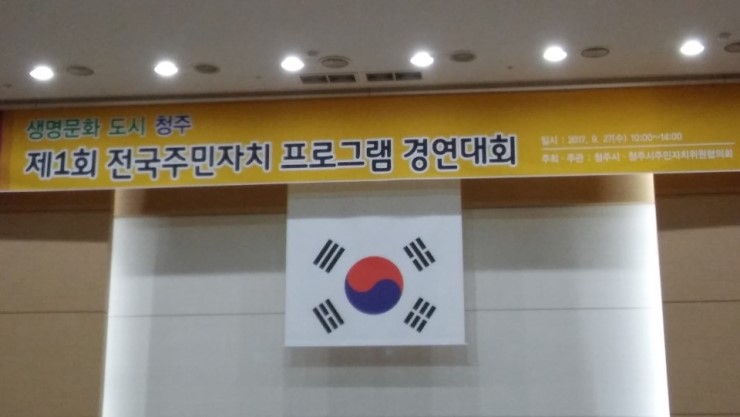 생명문화 도시 청주
제1회 전국주민자치 프로그램 경연대회
일시 : 2017. 9. 27(수) 10:00~14:00
주최 · 주관 : 청주시 · 청주시주민자치위원협의회